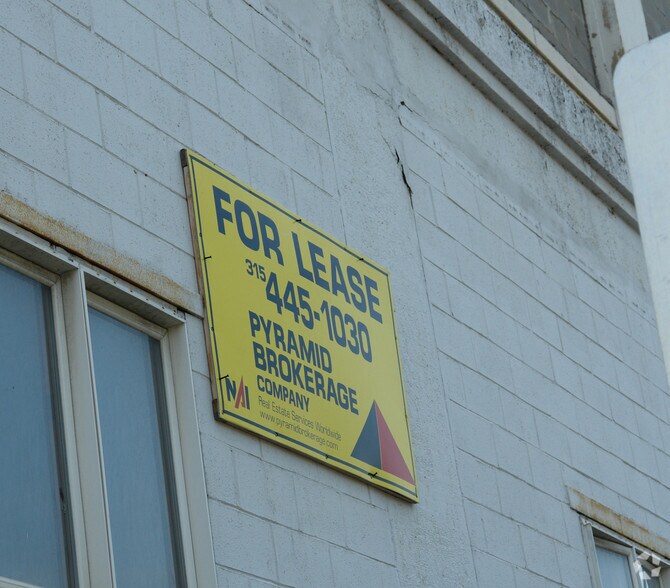 FOR LEASE
315 445-1030
PYRAMID
BROKERAGE
COMPANY
NAI Real Estate Services Worldwide
www.pyramidbrokerage.com